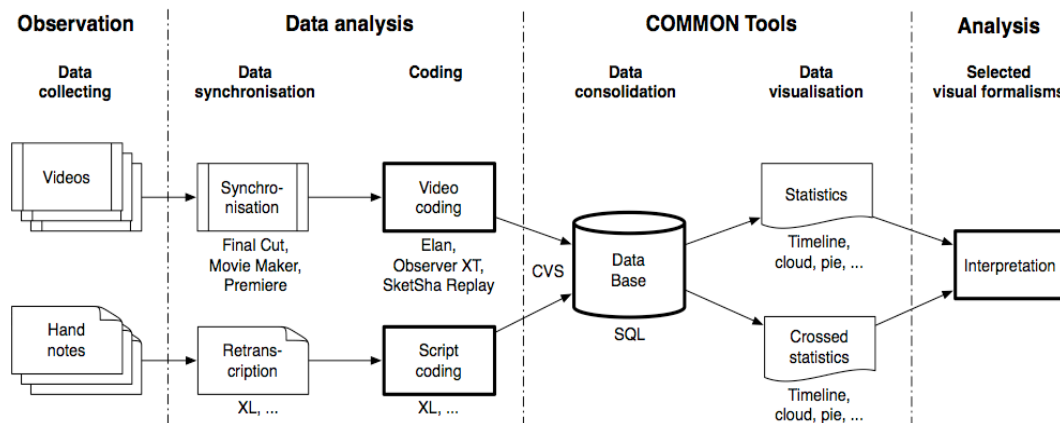 Observation
Data analysis
COMMON Tools
Analysis
Data
collecting
Data
synchronisation
Coding
Data
consolidation
Data
visualisation
Selected
visual formalisms
Videos
Synchro-
nisation
Final Cut,
Movie Maker,
Premiere
Video
coding
Elan,
Observer XT,
SketSha Replay
Hand
notes
Retrans-
cription
XL, ...
Script
coding
XL, ...
CVS
Data
Base
SQL
Statistics
Timeline,
cloud, pie, ...
Crossed
statistics
Timeline,
cloud, pie, ...
Interpretation